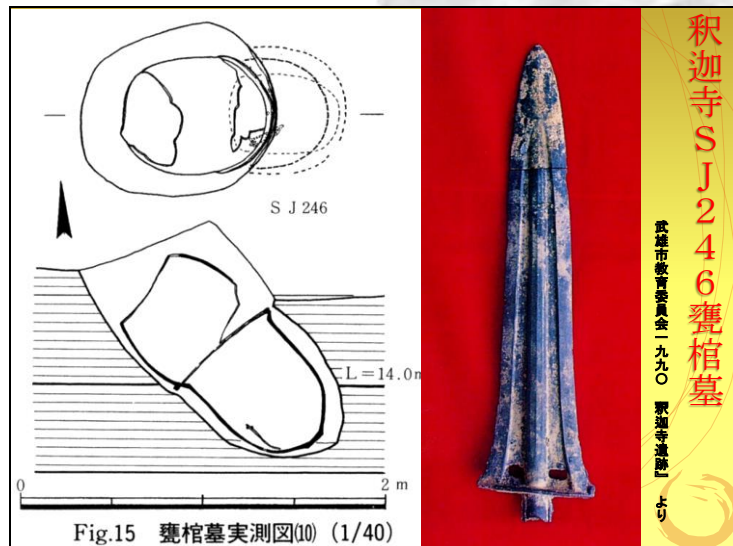 釈迦寺SJ246甕棺墓
武雄市教育委員会一九九〇 釈迦寺遺跡』 より
S J 246
L=14.0m
0 2 m
Fig.15 甕棺墓実測図⑽ (1/40)